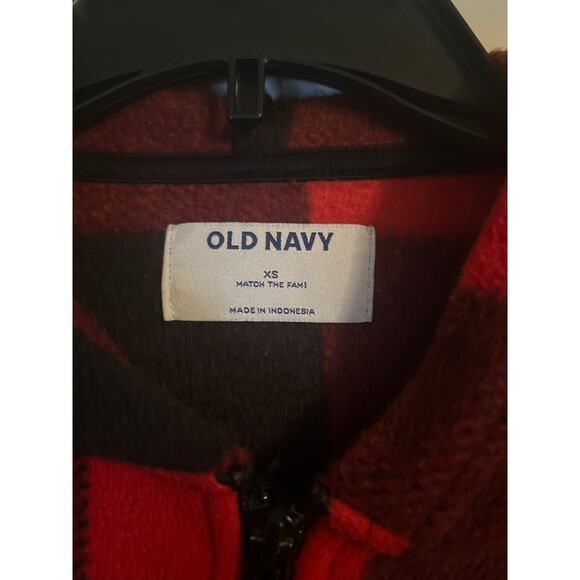 OLD NAVY
XS
MATCH THE FAM!
MADE IN INDONESIA